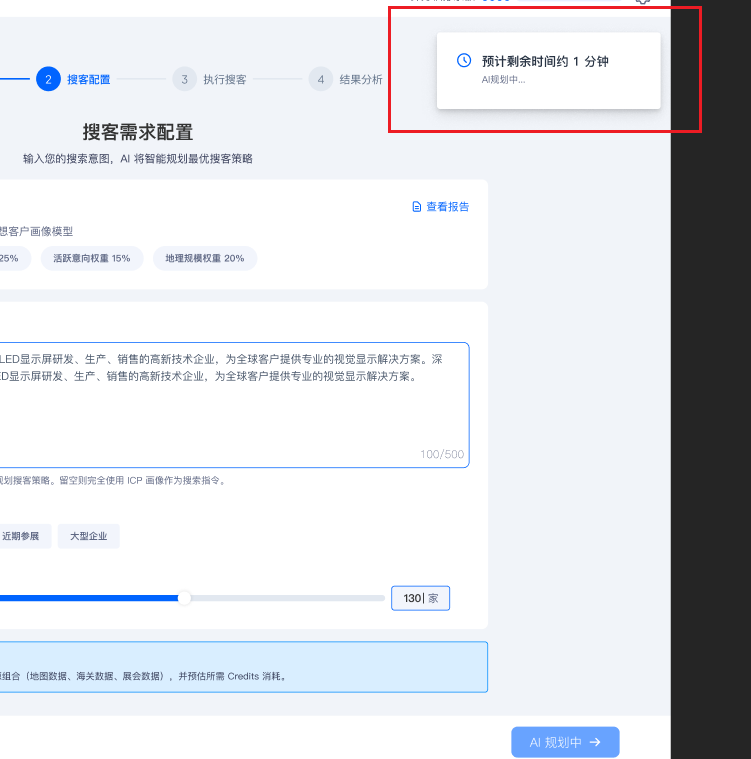 预计剩余时间约 1 分钟
AI规划中...
2 搜客配置
3 执行搜客
4 结果分析
搜客需求配置
输入您的搜索意图，AI 将智能规划最优搜客策略
查看报告
想客户画像模型
25%
活跃意向权重 15%
地理规模权重 20%
LED显示屏研发、生产、销售的高新技术企业，为全球客户提供专业的视觉显示解决方案。深
ED显示屏研发、生产、销售的高新技术企业，为全球客户提供专业的视觉显示解决方案。
100/500
划搜客策略。留空则完全使用 ICP 画像作为搜索指令。
近期参展
大型企业
130 家
组合（地图数据、海关数据、展会数据），并预估所需 Credits 消耗。
AI 规划中 →